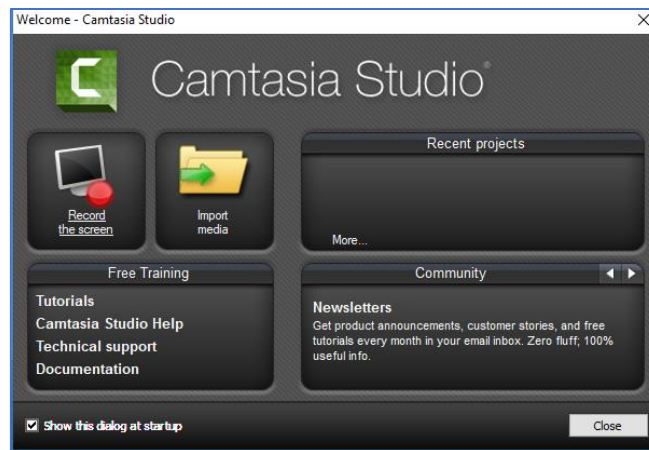 Welcome - Camtasia Studio
Camtasia Studio®
Record
the screen
Import
media
Recent projects
More...
Free Training
Tutorials
Camtasia Studio Help
Technical support
Documentation
Community
Newsletters
Get product announcements, customer stories, and free
tutorials every month in your email inbox. Zero fluff; 100%
useful info.
Show this dialog at startup
Close